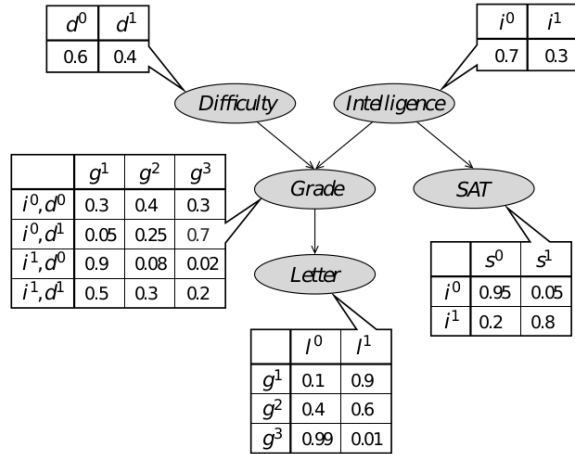 d⁰ d¹
0.6 0.4
i⁰ i¹
0.7 0.3
Difficulty
Intelligence
g¹ g² g³
i⁰,d⁰ 0.3 0.4 0.3
i⁰,d¹ 0.05 0.25 0.7
i¹,d⁰ 0.9 0.08 0.02
i¹,d¹ 0.5 0.3 0.2
Grade
SAT
Letter
s⁰ s¹
i⁰ 0.95 0.05
i¹ 0.2 0.8
l⁰ l¹
g¹ 0.1 0.9
g² 0.4 0.6
g³ 0.99 0.01